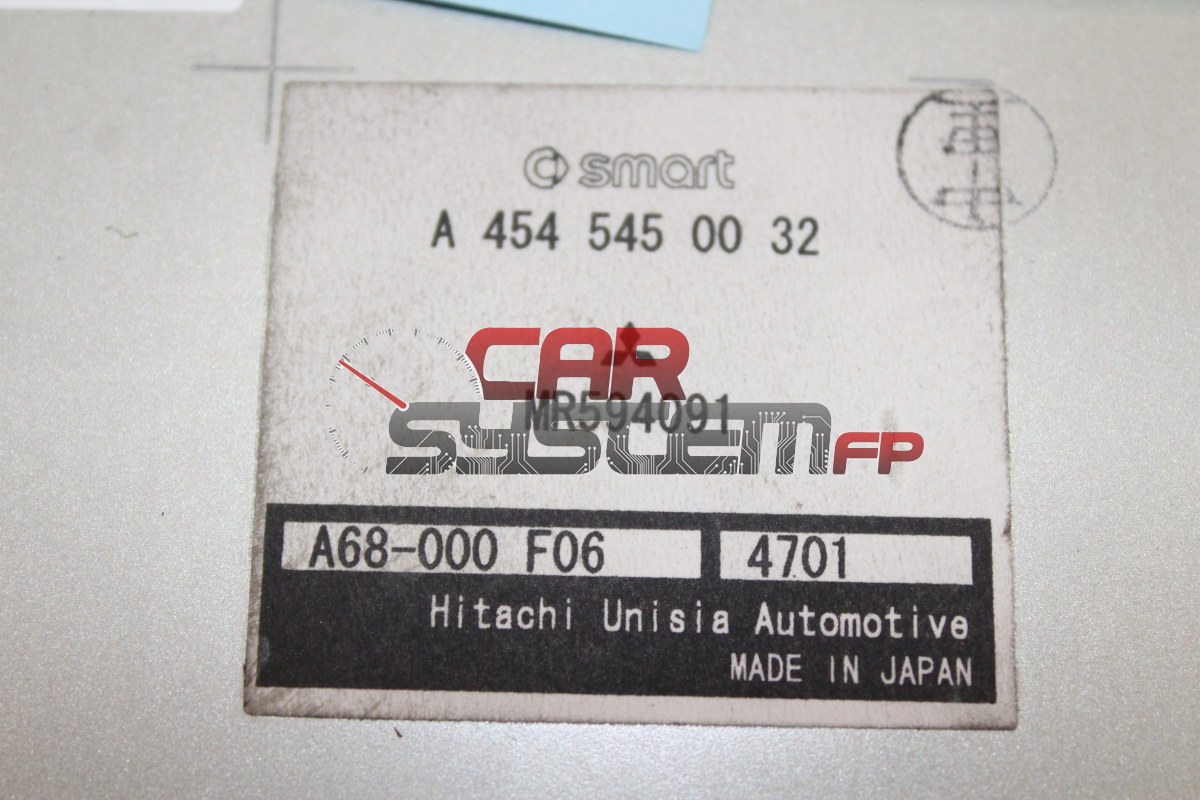 smart
A 454 545 00 32
CAR
MR594091
SYSTEM FP
A68-000 F06 4701
Hitachi Unisia Automotive
MADE IN JAPAN